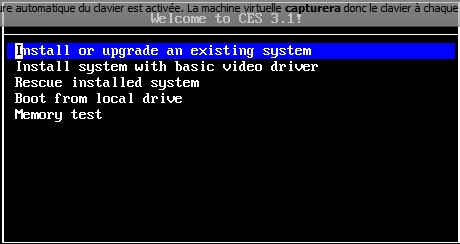 ure automatique du clavier est activée. La machine virtuelle capturera donc le clavier à chaque
Welcome to CES 3.1!
Install or upgrade an existing system
Install system with basic video driver
Rescue installed system
Boot from local drive
Memory test